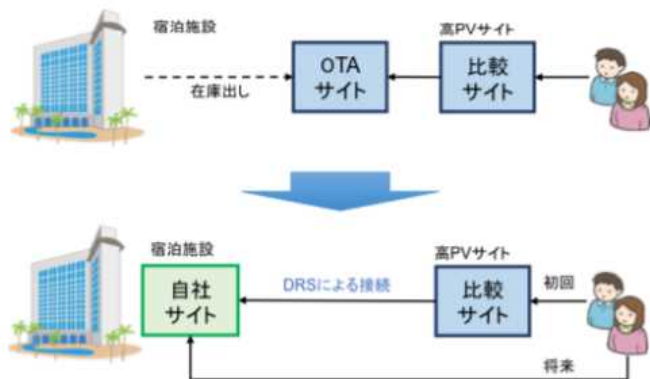 宿泊施設
高PVサイト
在庫出し
OTA
サイト
比較
サイト
宿泊施設
高PVサイト
自社
サイト
DRSによる接続
比較
サイト
初回
将来